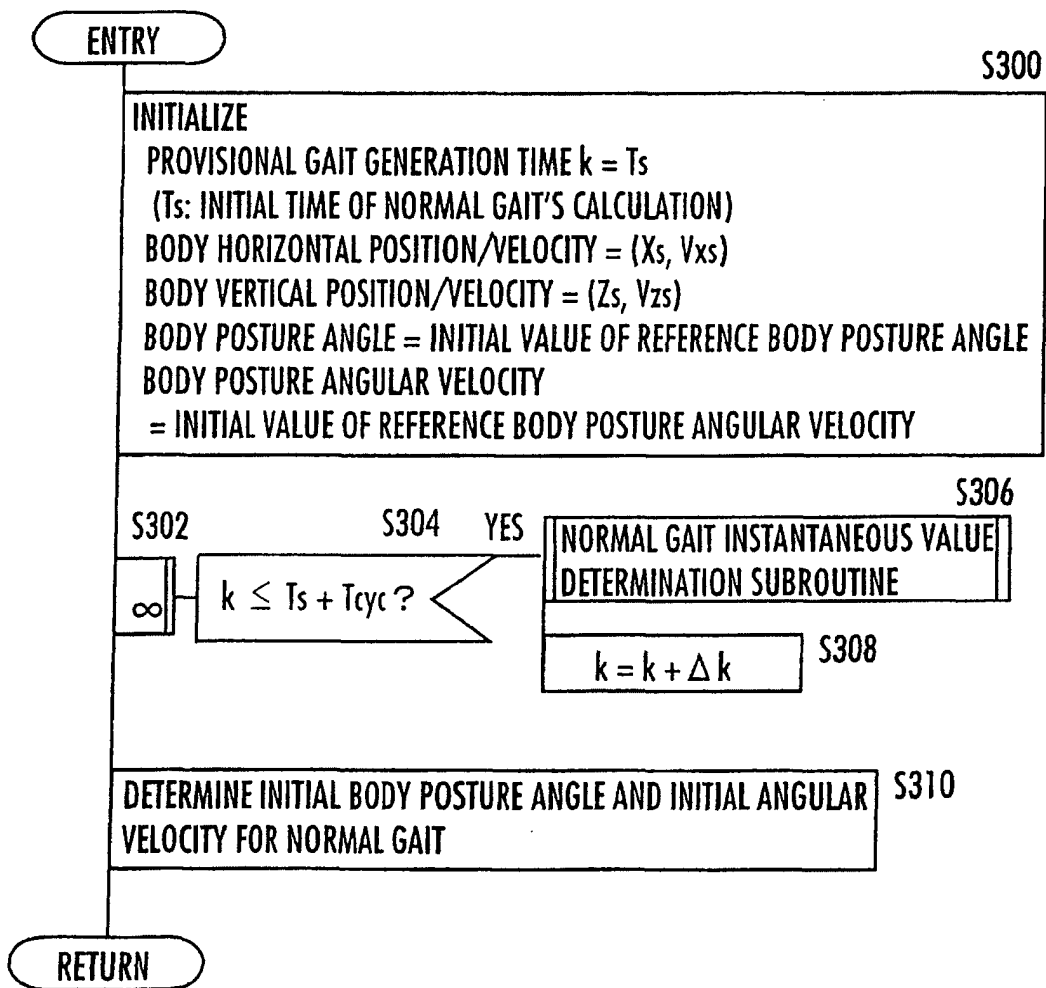 ENTRY
S300
INITIALIZE
PROVISIONAL GAIT GENERATION TIME k = Ts
(Ts: INITIAL TIME OF NORMAL GAIT'S CALCULATION)
BODY HORIZONTAL POSITION/VELOCITY = (Xs, Vxs)
BODY VERTICAL POSITION/VELOCITY = (Zs, Vzs)
BODY POSTURE ANGLE = INITIAL VALUE OF REFERENCE BODY POSTURE ANGLE
BODY POSTURE ANGULAR VELOCITY
= INITIAL VALUE OF REFERENCE BODY POSTURE ANGULAR VELOCITY
S302
∞
S304
k ≤ Ts + Tcyc ?
YES
S306
NORMAL GAIT INSTANTANEOUS VALUE
DETERMINATION SUBROUTINE
k = k + Δ k
S308
DETERMINE INITIAL BODY POSTURE ANGLE AND INITIAL ANGULAR
VELOCITY FOR NORMAL GAIT
S310
RETURN